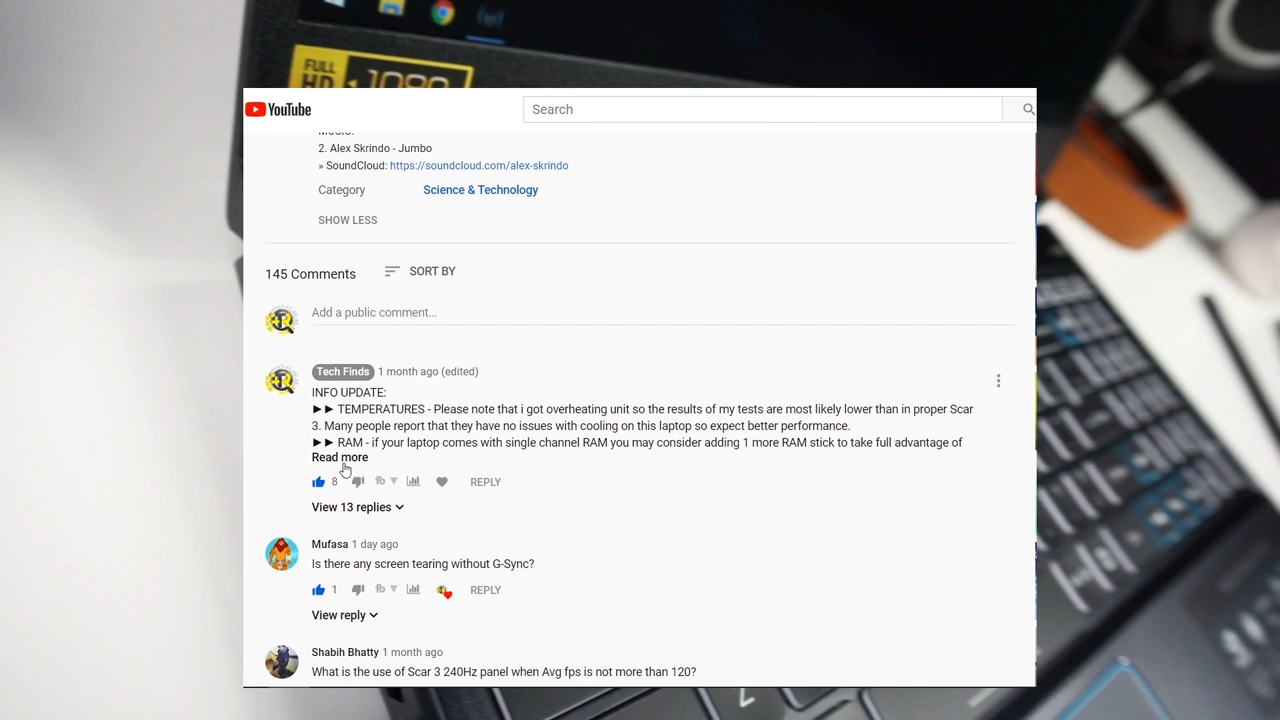 FULL
HD 1080
YouTube
Search
Music:
2. Alex Skrindo - Jumbo
» SoundCloud: https://soundcloud.com/alex-skrindo
Category Science & Technology
SHOW LESS
145 Comments SORT BY
Add a public comment...
Tech Finds 1 month ago (edited)
INFO UPDATE:
►► TEMPERATURES - Please note that i got overheating unit so the results of my tests are most likely lower than in proper Scar
3. Many people report that they have no issues with cooling on this laptop so expect better performance.
►► RAM - if your laptop comes with single channel RAM you may consider adding 1 more RAM stick to take full advantage of
Read more
8 fb ▼ REPLY
View 13 replies
Mufasa 1 day ago
Is there any screen tearing without G-Sync?
1 fb ▼ REPLY
View reply
Shabih Bhatty 1 month ago
What is the use of Scar 3 240Hz panel when Avg fps is not more than 120?